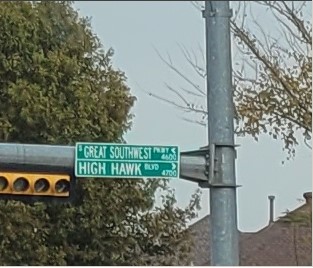 S GREAT SOUTHWEST PKWY 4600
HIGH HAWK BLVD 4700